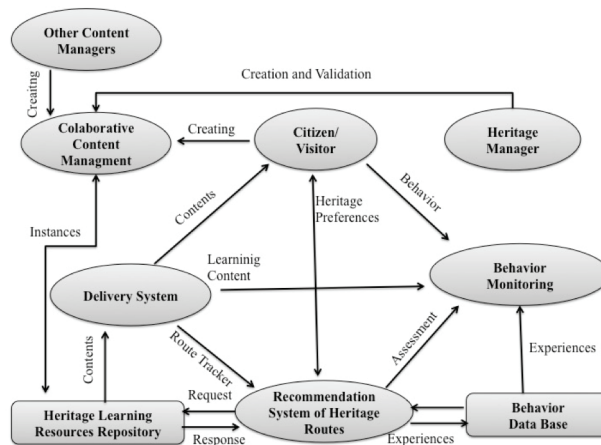 Other Content
Managers
Creaitng
Creation and Validation
Colaborative
Content
Managment
Creating
Citizen/
Visitor
Heritage
Manager
Instances
Contents
Heritage
Preferences
Behavior
Learninig
Content
Delivery System
Behavior
Monitoring
Contents
Route Tracker
Assessment
Experiences
Request
Heritage Learning
Resources Repository
Response
Recommendation
System of Heritage
Routes
Experiences
Behavior
Data Base